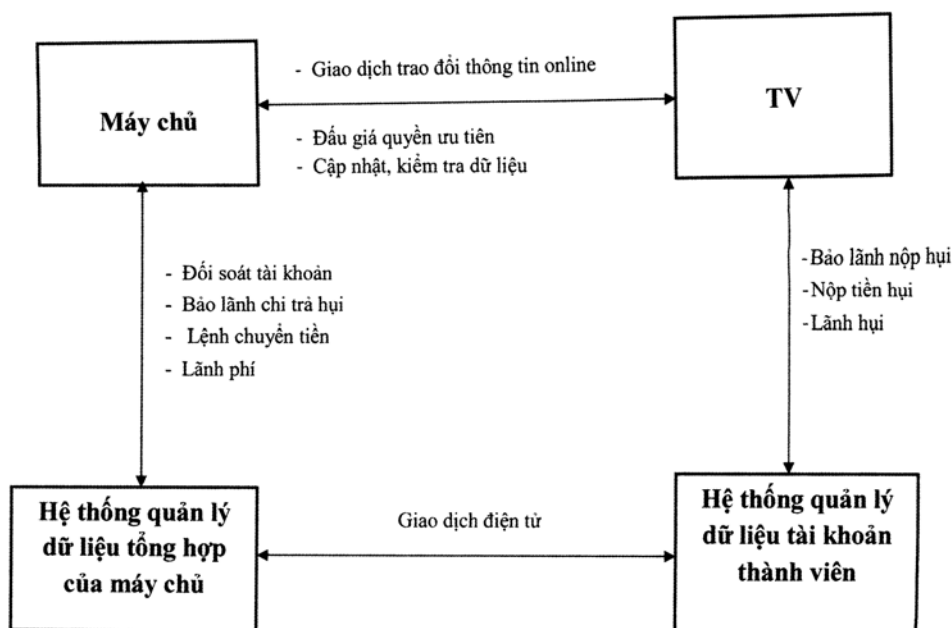 Máy chủ
- Giao dịch trao đổi thông tin online
- Đấu giá quyền ưu tiên
- Cập nhật, kiểm tra dữ liệu
TV
- Đối soát tài khoản
- Bảo lãnh chi trả hụi
- Lệnh chuyển tiền
- Lãnh phí
-Bảo lãnh nộp hụi
-Nộp tiền hụi
-Lãnh hụi
Hệ thống quản lý
dữ liệu tổng hợp
của máy chủ
Giao dịch điện tử
Hệ thống quản lý
dữ liệu tài khoản
thành viên